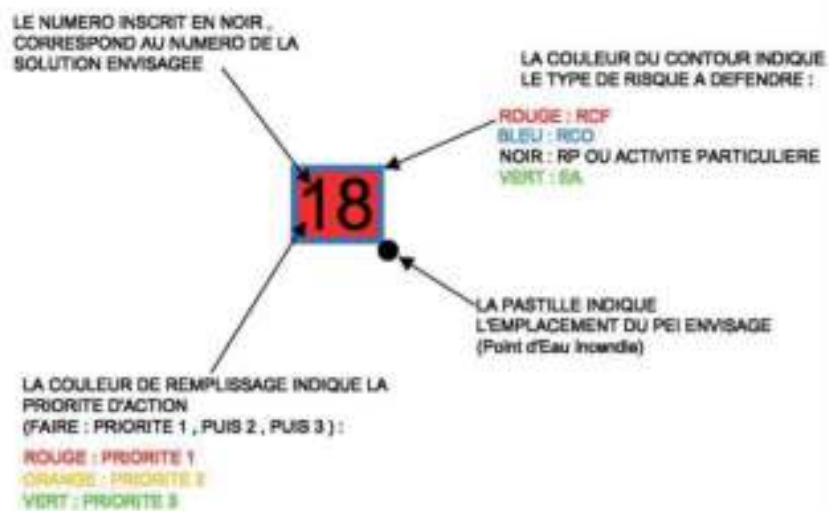 LE NUMERO INSCRIT EN NOIR ,
CORRESPOND AU NUMERO DE LA
SOLUTION ENVISAGEE
LA COULEUR DU CONTOUR INDIQUE
LE TYPE DE RISQUE A DEFENDRE :
ROUGE : RCF
BLEU : RCO
NOIR : RP OU ACTIVITE PARTICULIERE
VERT : EA
18
LA PASTILLE INDIQUE
L'EMPLACEMENT DU PEI ENVISAGE
(Point d'Eau Incendie)
LA COULEUR DE REMPLISSAGE INDIQUE LA
PRIORITE D'ACTION
(FAIRE : PRIORITE 1 , PUIS 2 , PUIS 3 ) :
ROUGE : PRIORITE 1
ORANGE : PRIORITE 2
VERT : PRIORITE 3